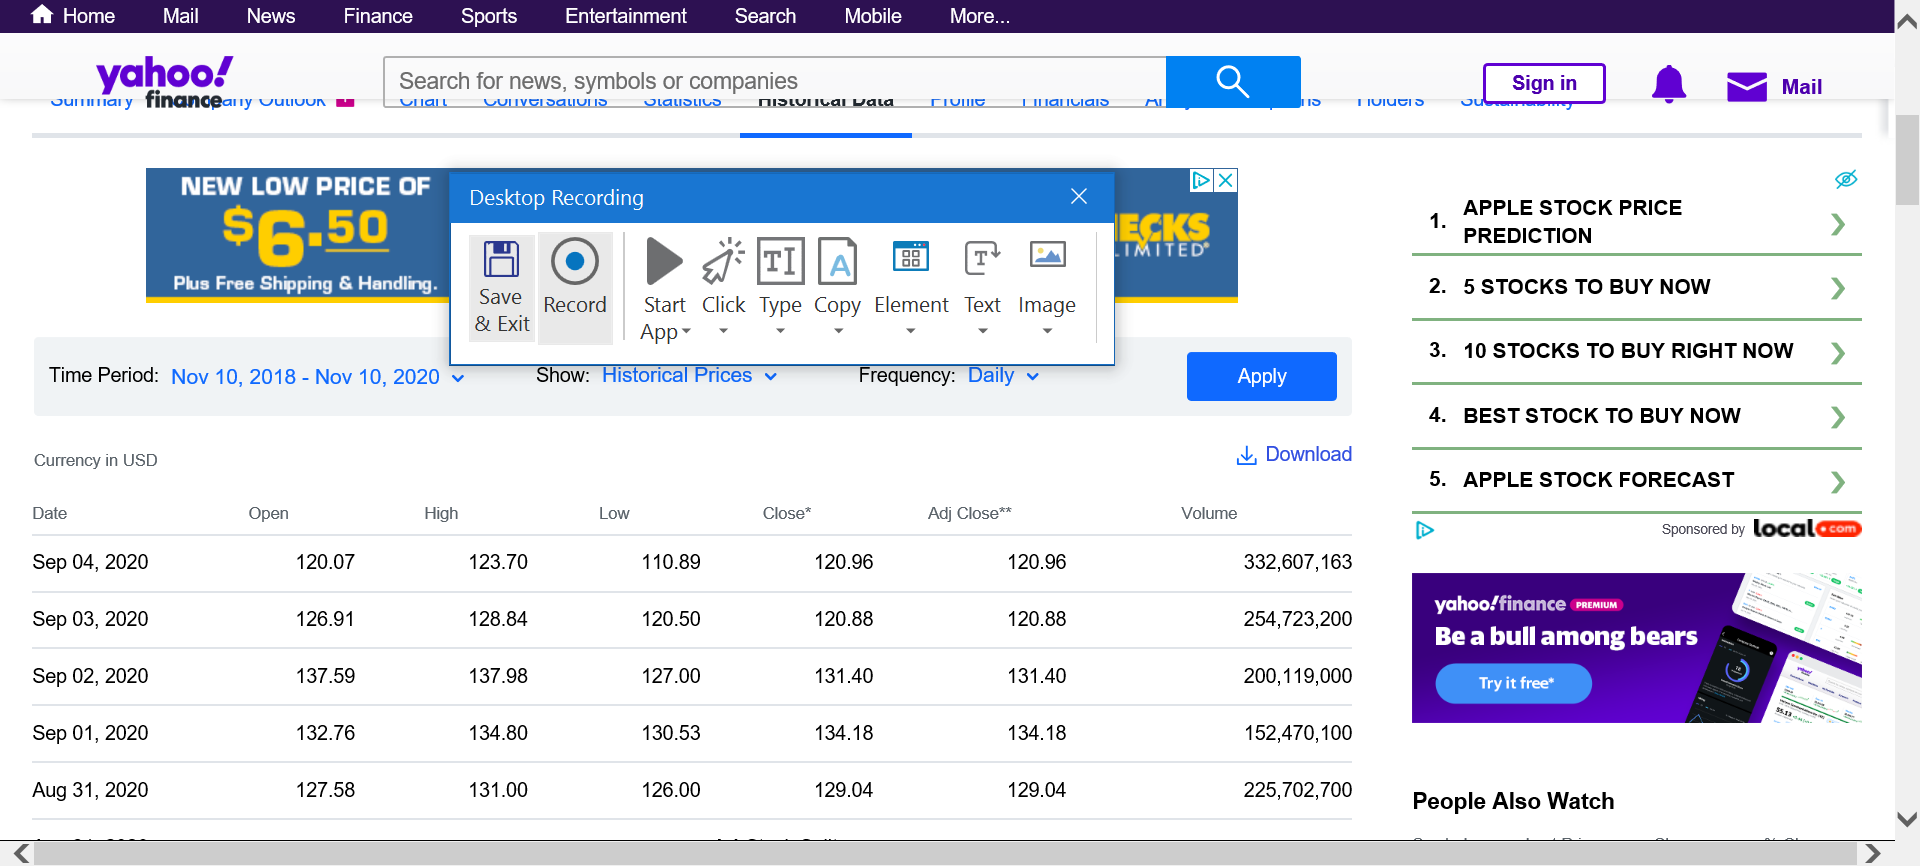 Home Mail News Finance Sports Entertainment Search Mobile More...
yahoo!
finance
Search for news, symbols or companies
Sign in
Mail
Summary Company Outlook Chart Conversations Statistics Historical Data Profile Financials Holders Sustainability
NEW LOW PRICE OF
$6.50
Plus Free Shipping & Handling.
Desktop Recording
Save
& Exit
Record
Start
App
Click
Type
Copy
Element
Text
Image
Time Period: Nov 10, 2018 - Nov 10, 2020
Show: Historical Prices
Frequency: Daily
Apply
Currency in USD
Download
Date Open High Low Close* Adj Close** Volume
Sep 04, 2020 120.07 123.70 110.89 120.96 120.96 332,607,163
Sep 03, 2020 126.91 128.84 120.50 120.88 120.88 254,723,200
Sep 02, 2020 137.59 137.98 127.00 131.40 131.40 200,119,000
Sep 01, 2020 132.76 134.80 130.53 134.18 134.18 152,470,100
Aug 31, 2020 127.58 131.00 126.00 129.04 129.04 225,702,700
1. APPLE STOCK PRICE
PREDICTION
2. 5 STOCKS TO BUY NOW
3. 10 STOCKS TO BUY RIGHT NOW
4. BEST STOCK TO BUY NOW
5. APPLE STOCK FORECAST
Sponsored by local.com
yahoo!finance PREMIUM
Be a bull among bears
Try it free*
People Also Watch